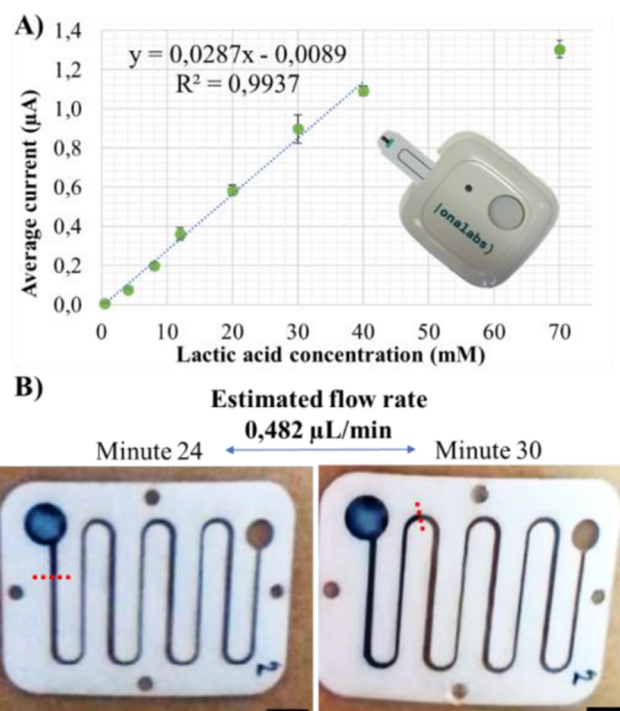 A)
y = 0,0287x - 0,0089
R² = 0,9937
Average current (µA)
1,4
1,2
1,0
0,8
0,6
0,4
0,2
0,0
0 10 20 30 40 50 60 70
Lactic acid concentration (mM)
[onalabs)
B)
Estimated flow rate
0,482 µL/min
Minute 24
Minute 30
2
2